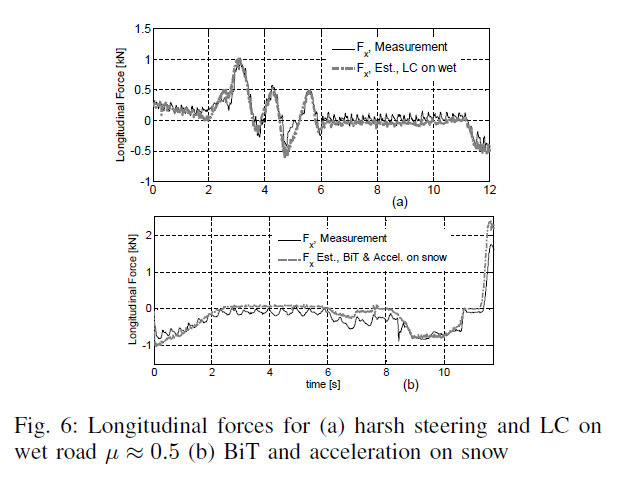 1.5
1
0.5
0
-0.5
-1
Longitudinal Force [kN]
Fx, Measurement
Fx, Est., LC on wet
0 2 4 6 8 10 12
(a)
2
1
0
-1
Longitudinal Force [kN]
Fx, Measurement
Fx Est., BiT & Accel. on snow
0 2 4 6 8 10
time [s] (b)
Fig. 6: Longitudinal forces for (a) harsh steering and LC on
wet road μ ≈ 0.5 (b) BiT and acceleration on snow